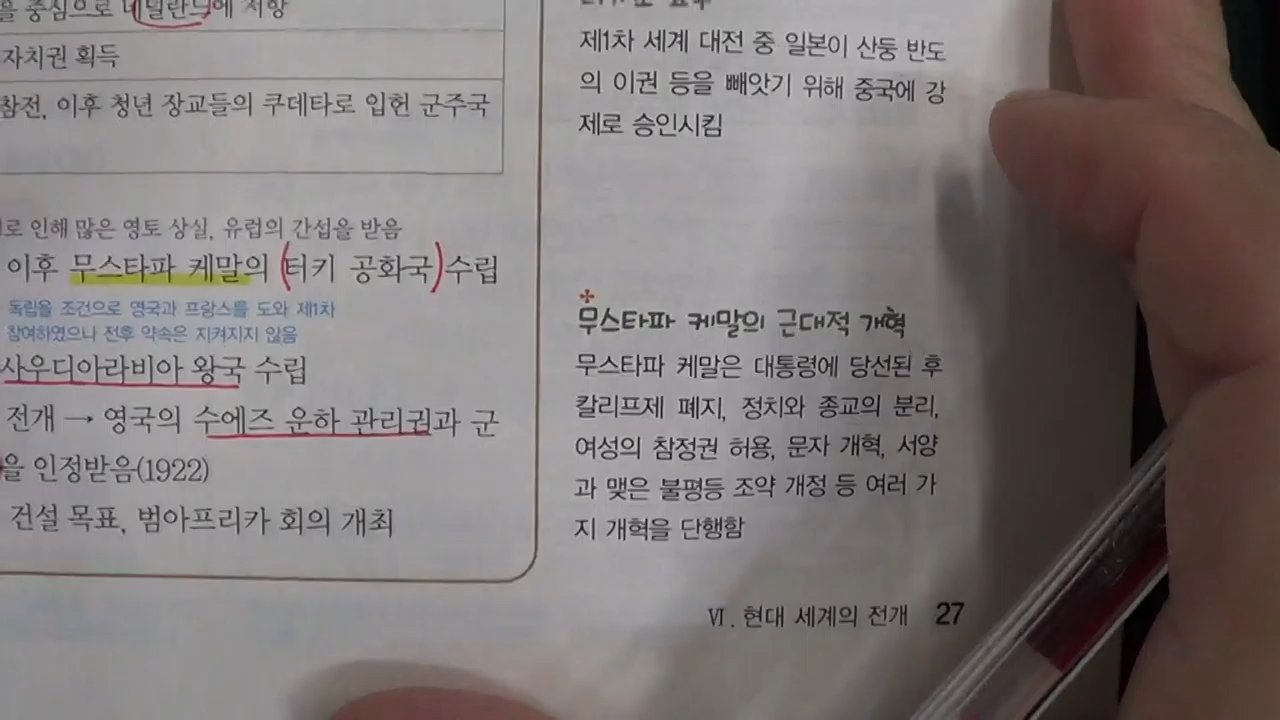 을 중심으로 네덜란드에 저항
자치권 획득
참전, 이후 청년 장교들의 쿠데타로 입헌 군주국
로 인해 많은 영토 상실, 유럽의 간섭을 받음
이후 무스타파 케말의 (터키 공화국) 수립
독립을 조건으로 영국과 프랑스를 도와 제1차
참여하였으나 전후 약속은 지켜지지 않음
사우디아라비아 왕국 수립
전개 → 영국의 수에즈 운하 관리권과 군
을 인정받음(1922)
건설 목표, 범아프리카 회의 개최
제1차 세계 대전 중 일본이 산둥 반도
의 이권 등을 빼앗기 위해 중국에 강
제로 승인시킴
무스타파 케말의 근대적 개혁
무스타파 케말은 대통령에 당선된 후
칼리프제 폐지, 정치와 종교의 분리,
여성의 참정권 허용, 문자 개혁, 서양
과 맺은 불평등 조약 개정 등 여러 가
지 개혁을 단행함
Ⅵ. 현대 세계의 전개 27